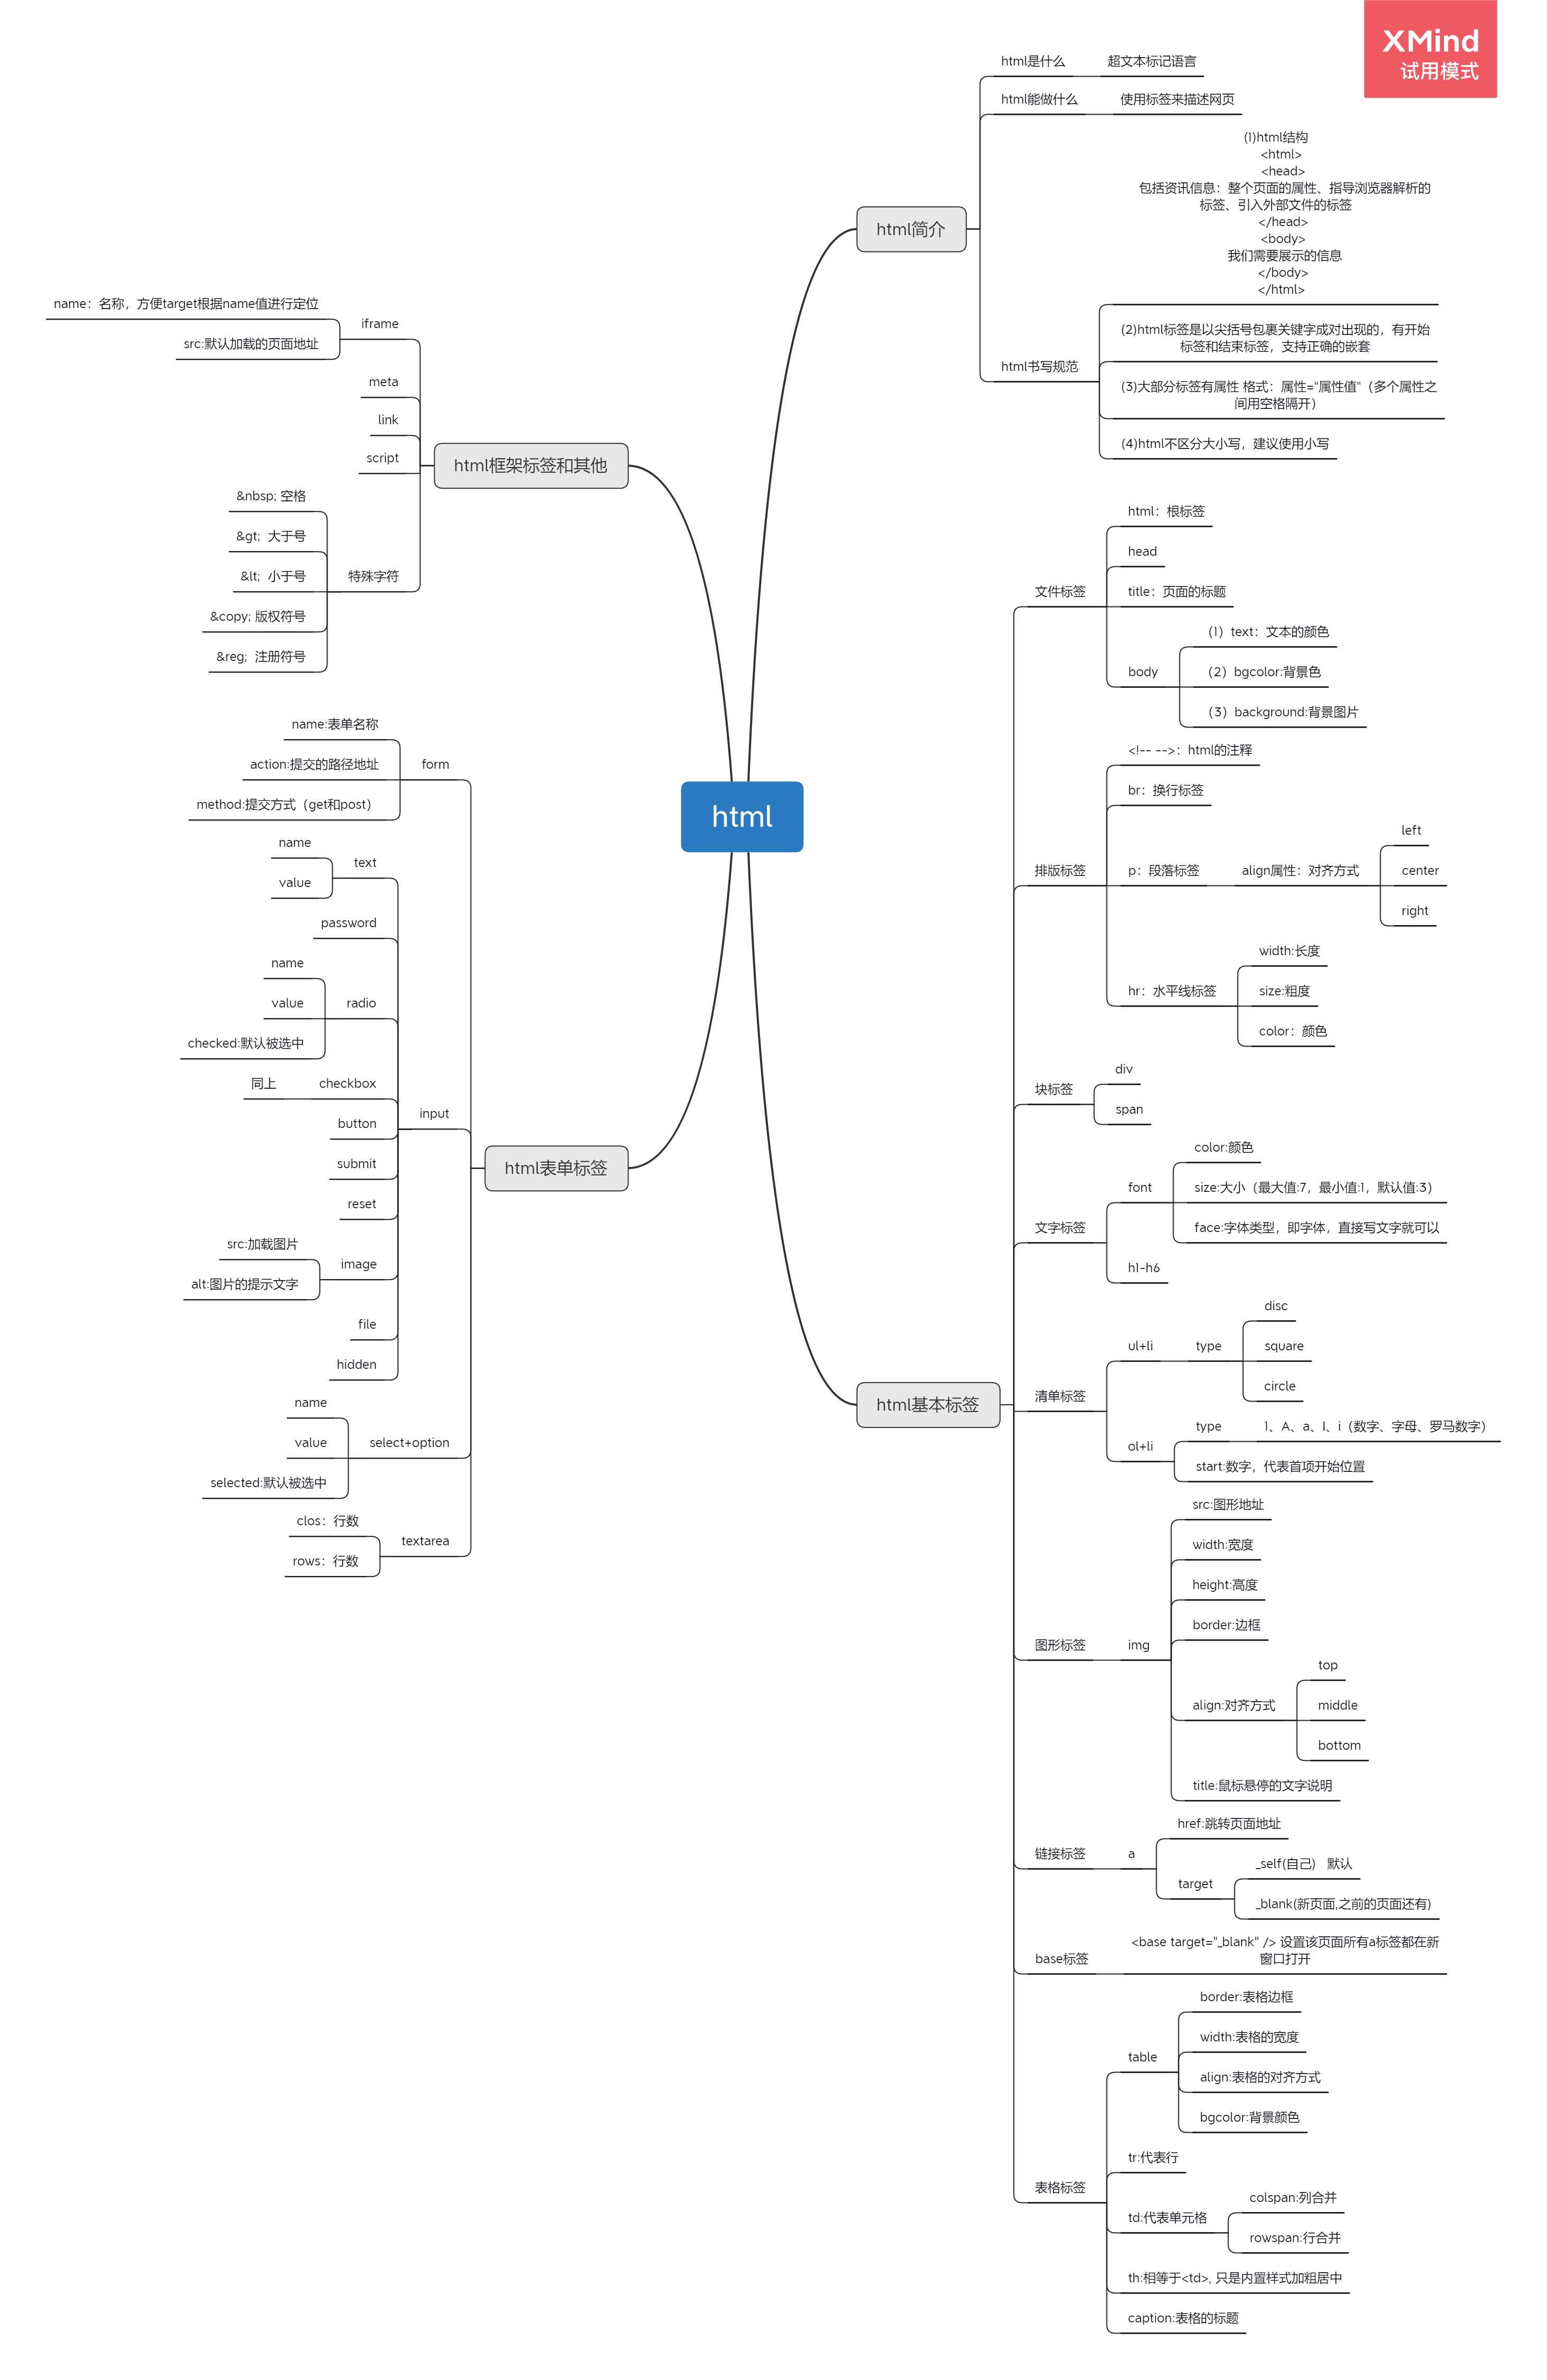 XMind
试用模式
html
html简介
html是什么
超文本标记语言
html能做什么
使用标签来描述网页
html书写规范
(1)html结构
<html>
<head>
包括资讯信息：整个页面的属性、指导浏览器解析的
标签、引入外部文件的标签
</head>
<body>
我们需要展示的信息
</body>
</html>
(2)html标签是以尖括号包裹关键字成对出现的，有开始
标签和结束标签，支持正确的嵌套
(3)大部分标签有属性 格式：属性="属性值"（多个属性之
间用空格隔开）
(4)html不区分大小写，建议使用小写
html基本标签
文件标签
html：根标签
head
title：页面的标题
body
（1）text：文本的颜色
（2）bgcolor:背景色
（3）background:背景图片
排版标签
<!-- -->：html的注释
br：换行标签
p：段落标签
align属性：对齐方式
left
center
right
hr：水平线标签
width:长度
size:粗度
color：颜色
块标签
div
span
文字标签
font
color:颜色
size:大小（最大值:7，最小值:1，默认值:3）
face:字体类型，即字体，直接写文字就可以
h1-h6
清单标签
ul+li
type
disc
square
circle
ol+li
type
1、A、a、I、i（数字、字母、罗马数字）
start:数字，代表首项开始位置
图形标签
img
src:图形地址
width:宽度
height:高度
border:边框
align:对齐方式
top
middle
bottom
title:鼠标悬停的文字说明
链接标签
a
href:跳转页面地址
target
_self(自己) 默认
_blank(新页面,之前的页面还有)
base标签
<base target="_blank" /> 设置该页面所有a标签都在新
窗口打开
表格标签
table
border:表格边框
width:表格的宽度
align:表格的对齐方式
bgcolor:背景颜色
tr:代表行
td:代表单元格
colspan:列合并
rowspan:行合并
th:相等于<td>, 只是内置样式加粗居中
caption:表格的标题
html框架标签和其他
iframe
name：名称，方便target根据name值进行定位
src:默认加载的页面地址
meta
link
script
特殊字符
&nbsp; 空格
&gt; 大于号
&lt; 小于号
&copy; 版权符号
&reg; 注册符号
html表单标签
form
name:表单名称
action:提交的路径地址
method:提交方式（get和post）
input
text
name
value
password
radio
name
value
checked:默认被选中
checkbox
同上
button
submit
reset
image
src:加载图片
alt:图片的提示文字
file
hidden
select+option
name
value
selected:默认被选中
textarea
clos：行数
rows：行数